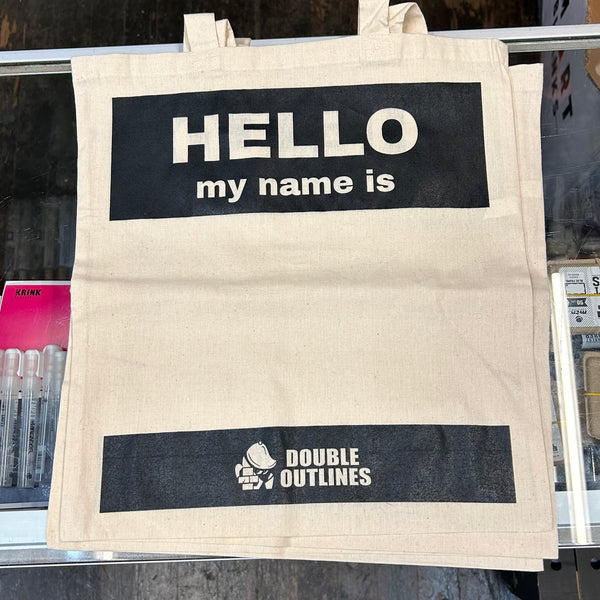 HELLO
my name is
KRINK
DOUBLE
OUTLINES